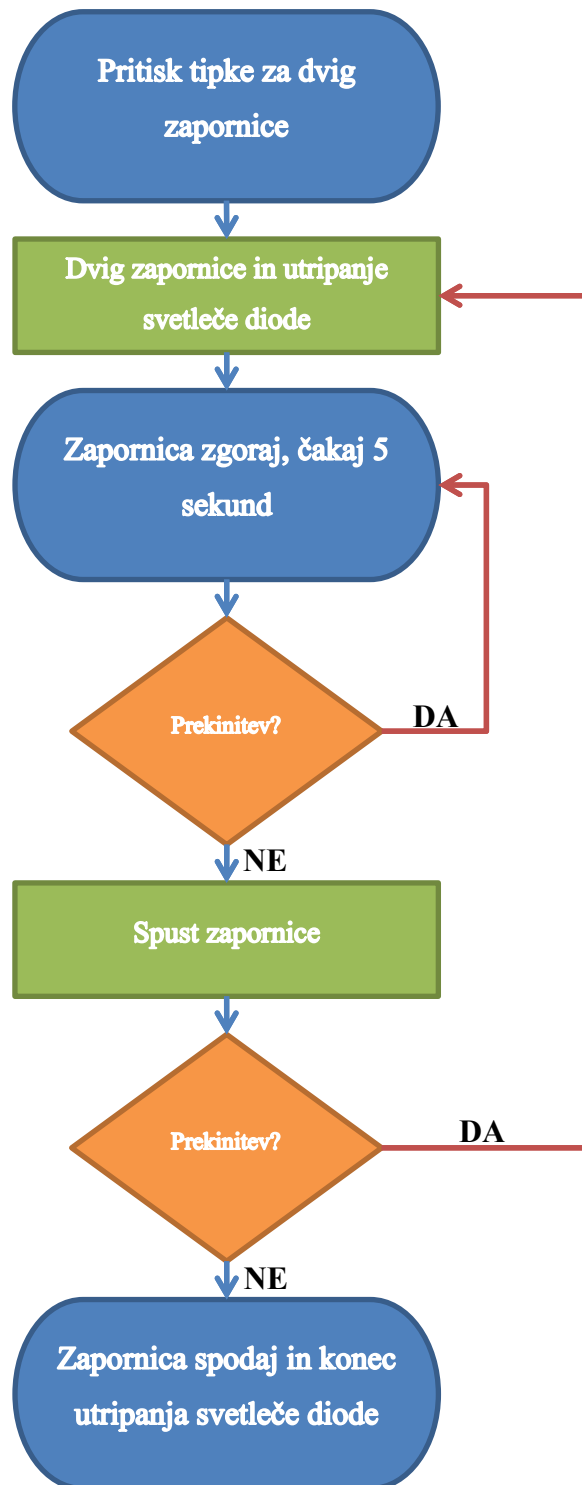 Pritisk tipke za dvig
zapornice
Dvig zapornice in utripanje
svetleče diode
Zapornica zgoraj, čakaj 5
sekund
Prekinitev?
DA
NE
Spust zapornice
Prekinitev?
DA
NE
Zapornica spodaj in konec
utripanja svetleče diode